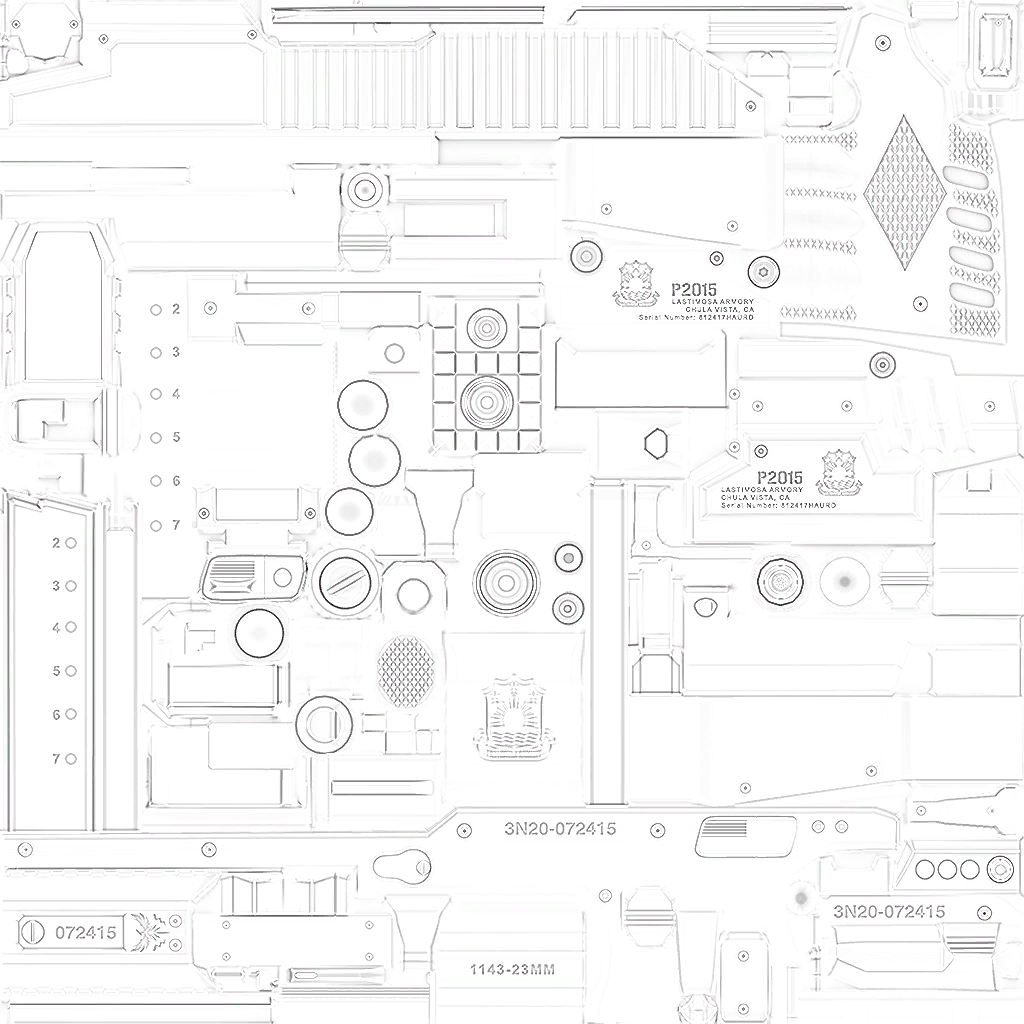 P2015
LASTIMOSA ARMORY
CHULA VISTA, CA
Serial Number: 812417HAURD
2
3
4
5
6
7
P2015
LASTIMOSA ARMORY
CHULA VISTA, CA
Serial Number: 812417HAURD
2
3
4
5
6
7
3N20-072415
3N20-072415
072415
1143-23MM